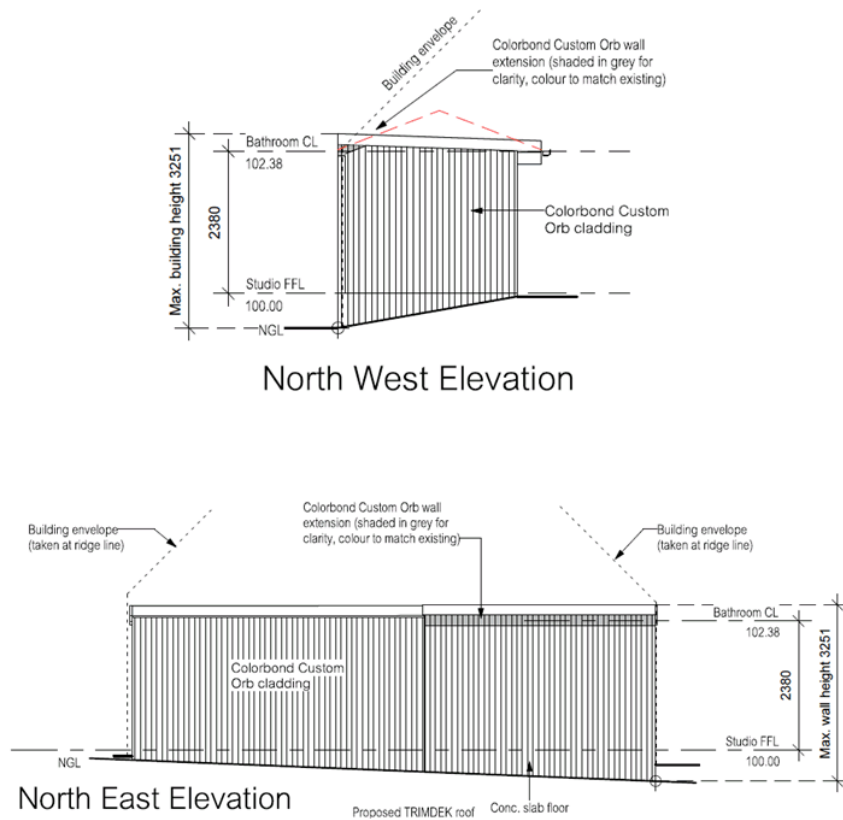 Building envelope
Colorbond Custom Orb wall
extension (shaded in grey for
clarity, colour to match existing)
Max. building height 3251
Bathroom CL
102.38
2380
Colorbond Custom
Orb cladding
Studio FFL
100.00
NGL
North West Elevation
Building envelope
(taken at ridge line)
Colorbond Custom Orb wall
extension (shaded in grey for
clarity, colour to match existing)
Building envelope
(taken at ridge line)
Bathroom CL
102.38
Colorbond Custom
Orb cladding
2380
Max. wall height 3251
Studio FFL
100.00
NGL
North East Elevation
Proposed TRIMDEK roof
Conc. slab floor